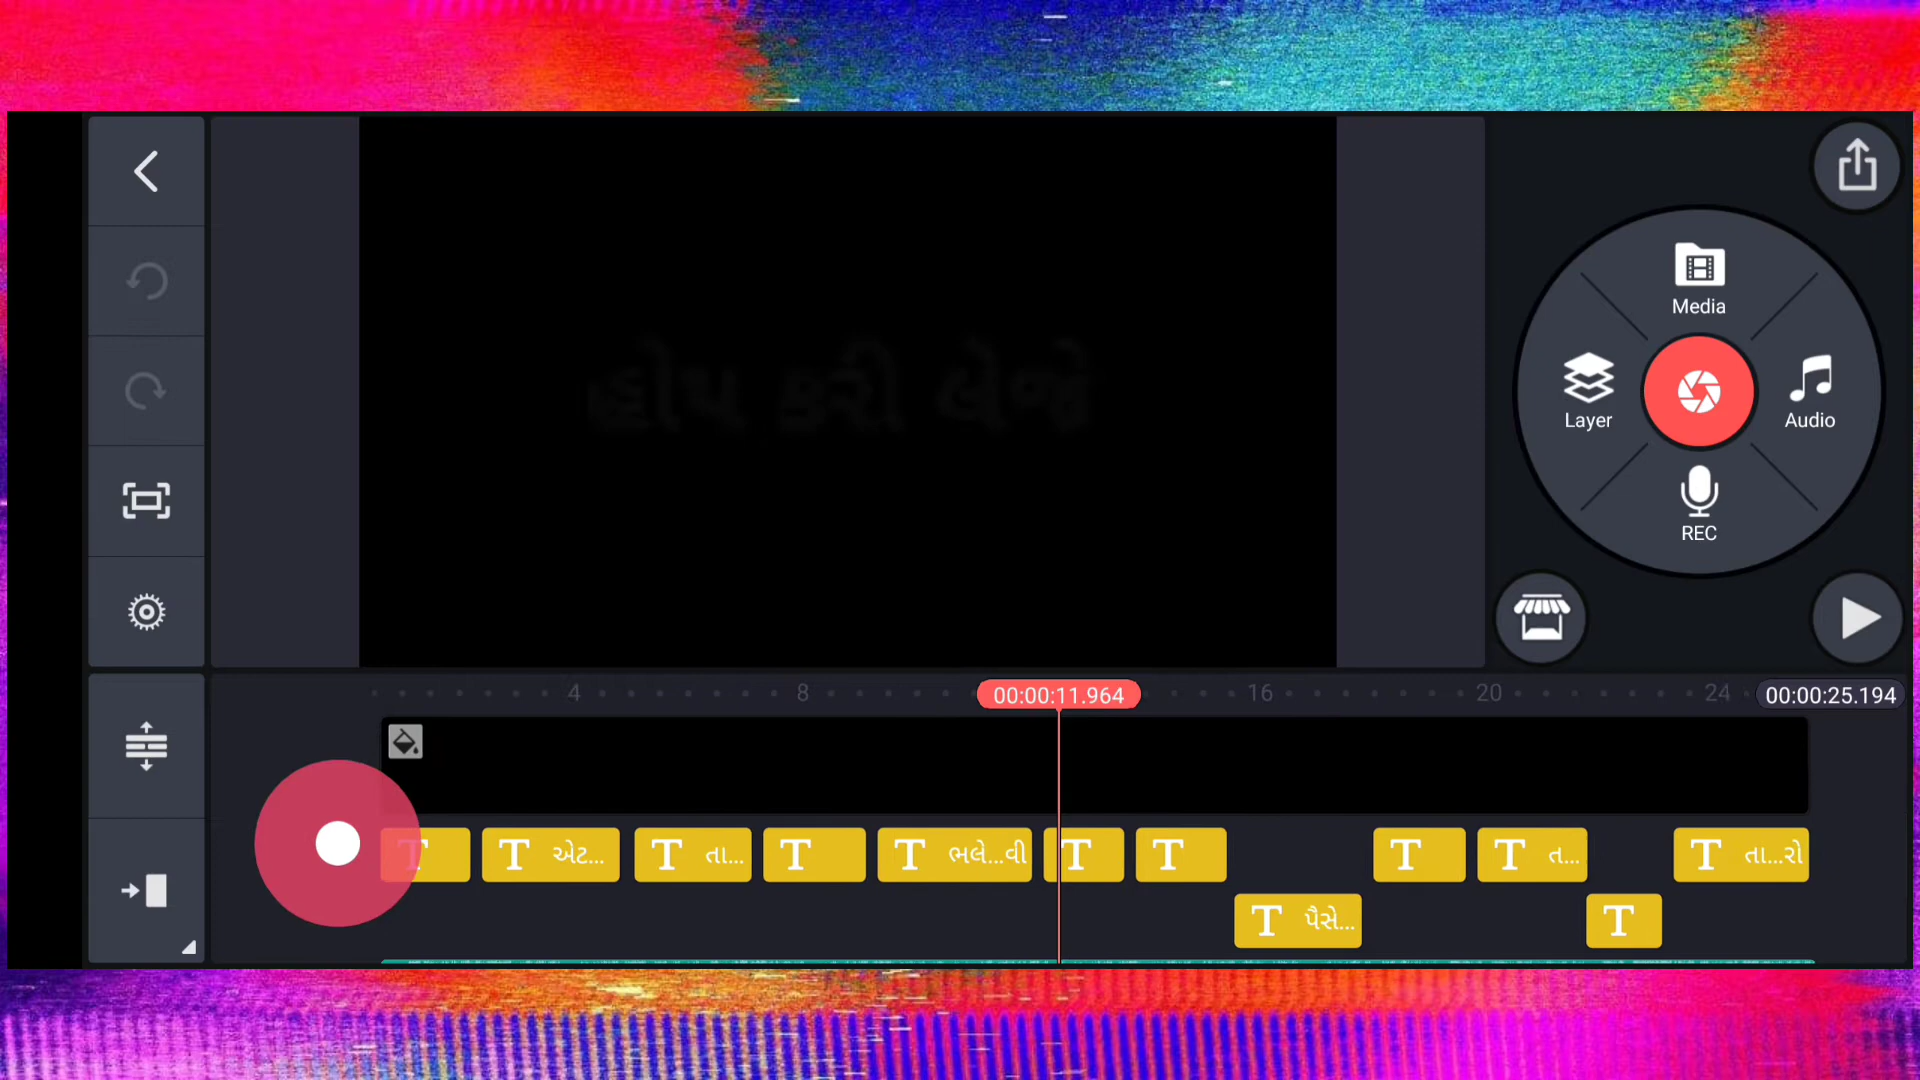 હોપ કરી લેજે
Media
Layer
Audio
REC
4
8
00:00:11.964
16
20
24
00:00:25.194
T
T એટ...
T તા...
T
T ભલે...વી
T
T
T
T ત...
T તા...રો
T પૈસે...
T